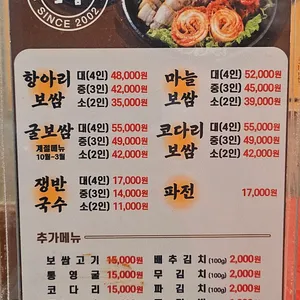 SINCE 2002
항아리 보쌈
대(4인) 48,000원
중(3인) 42,000원
소(2인) 35,000원
마늘 보쌈
대(4인) 52,000원
중(3인) 45,000원
소(2인) 39,000원
굴보쌈
계절메뉴
10월~3월
대(4인) 55,000원
중(3인) 49,000원
소(2인) 42,000원
코다리 보쌈
대(4인) 55,000원
중(3인) 49,000원
소(2인) 42,000원
쟁반 국수
대(4인) 17,000원
중(3인) 14,000원
소(2인) 11,000원
파전
17,000원
추가메뉴
보쌈고기 15,000원
통영굴 15,000원
코다리 15,000원
배추김치(100g) 2,000원
무김치(100g) 2,000원
파김치(100g) 2,000원